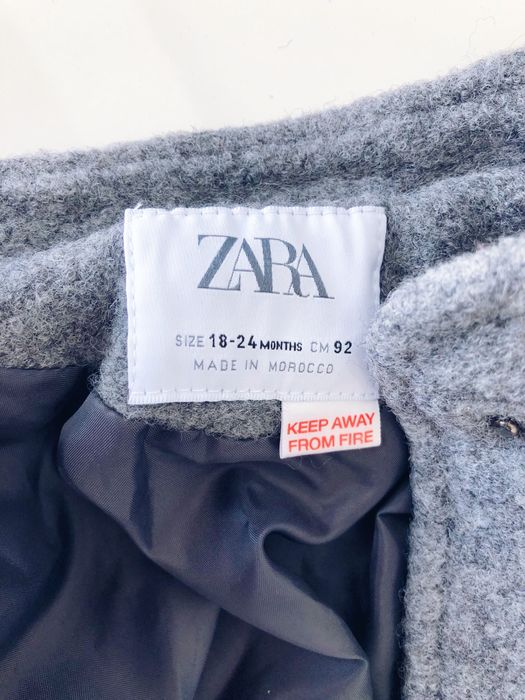 ZARA
SIZE 18-24 MONTHS CM 92
MADE IN MOROCCO
KEEP AWAY
FROM FIRE